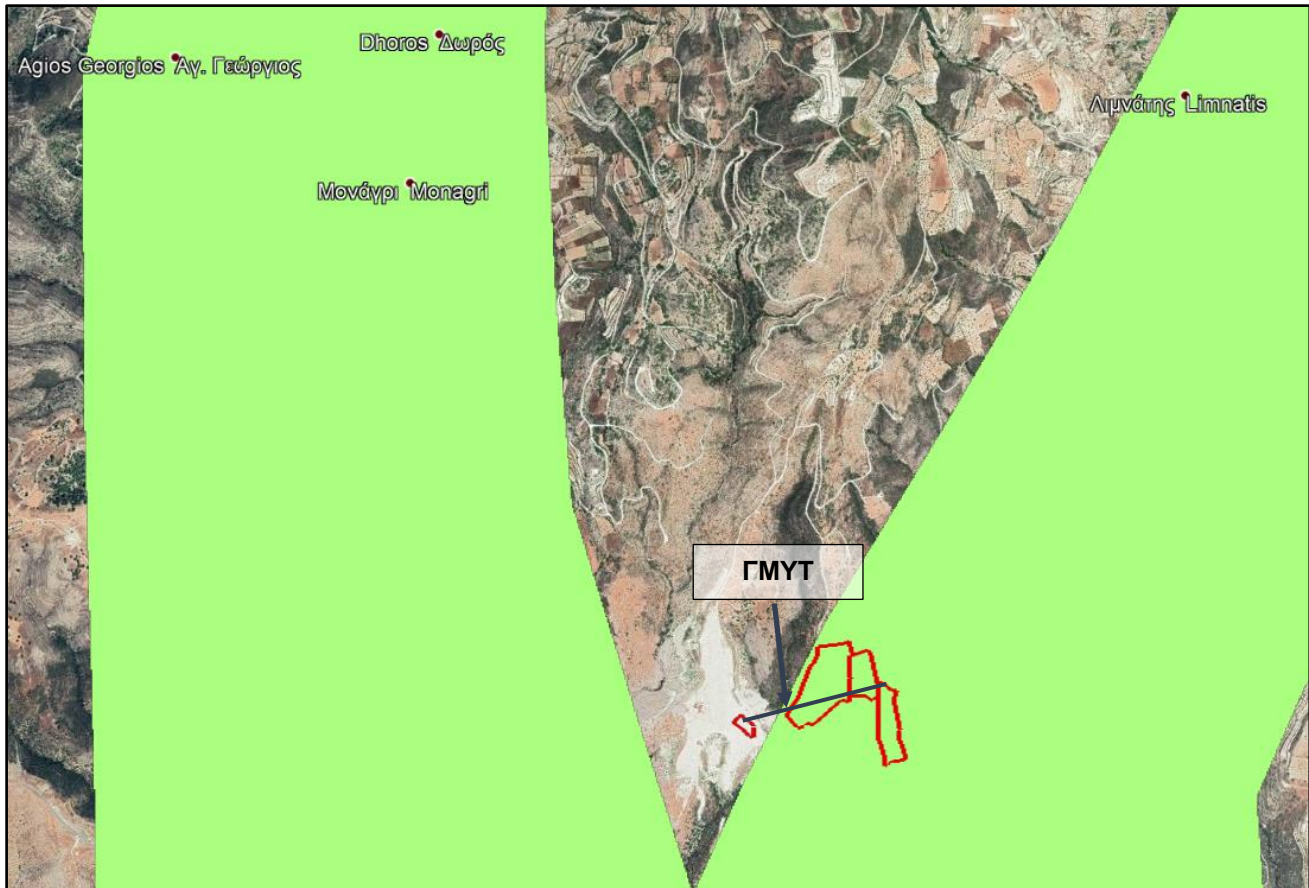 Dhoros Δωρός
Agios Georgios Αγ. Γεώργιος
Λιμνάτης Limnatis
Μονάγρι Monagri
ΓΜΥΤ